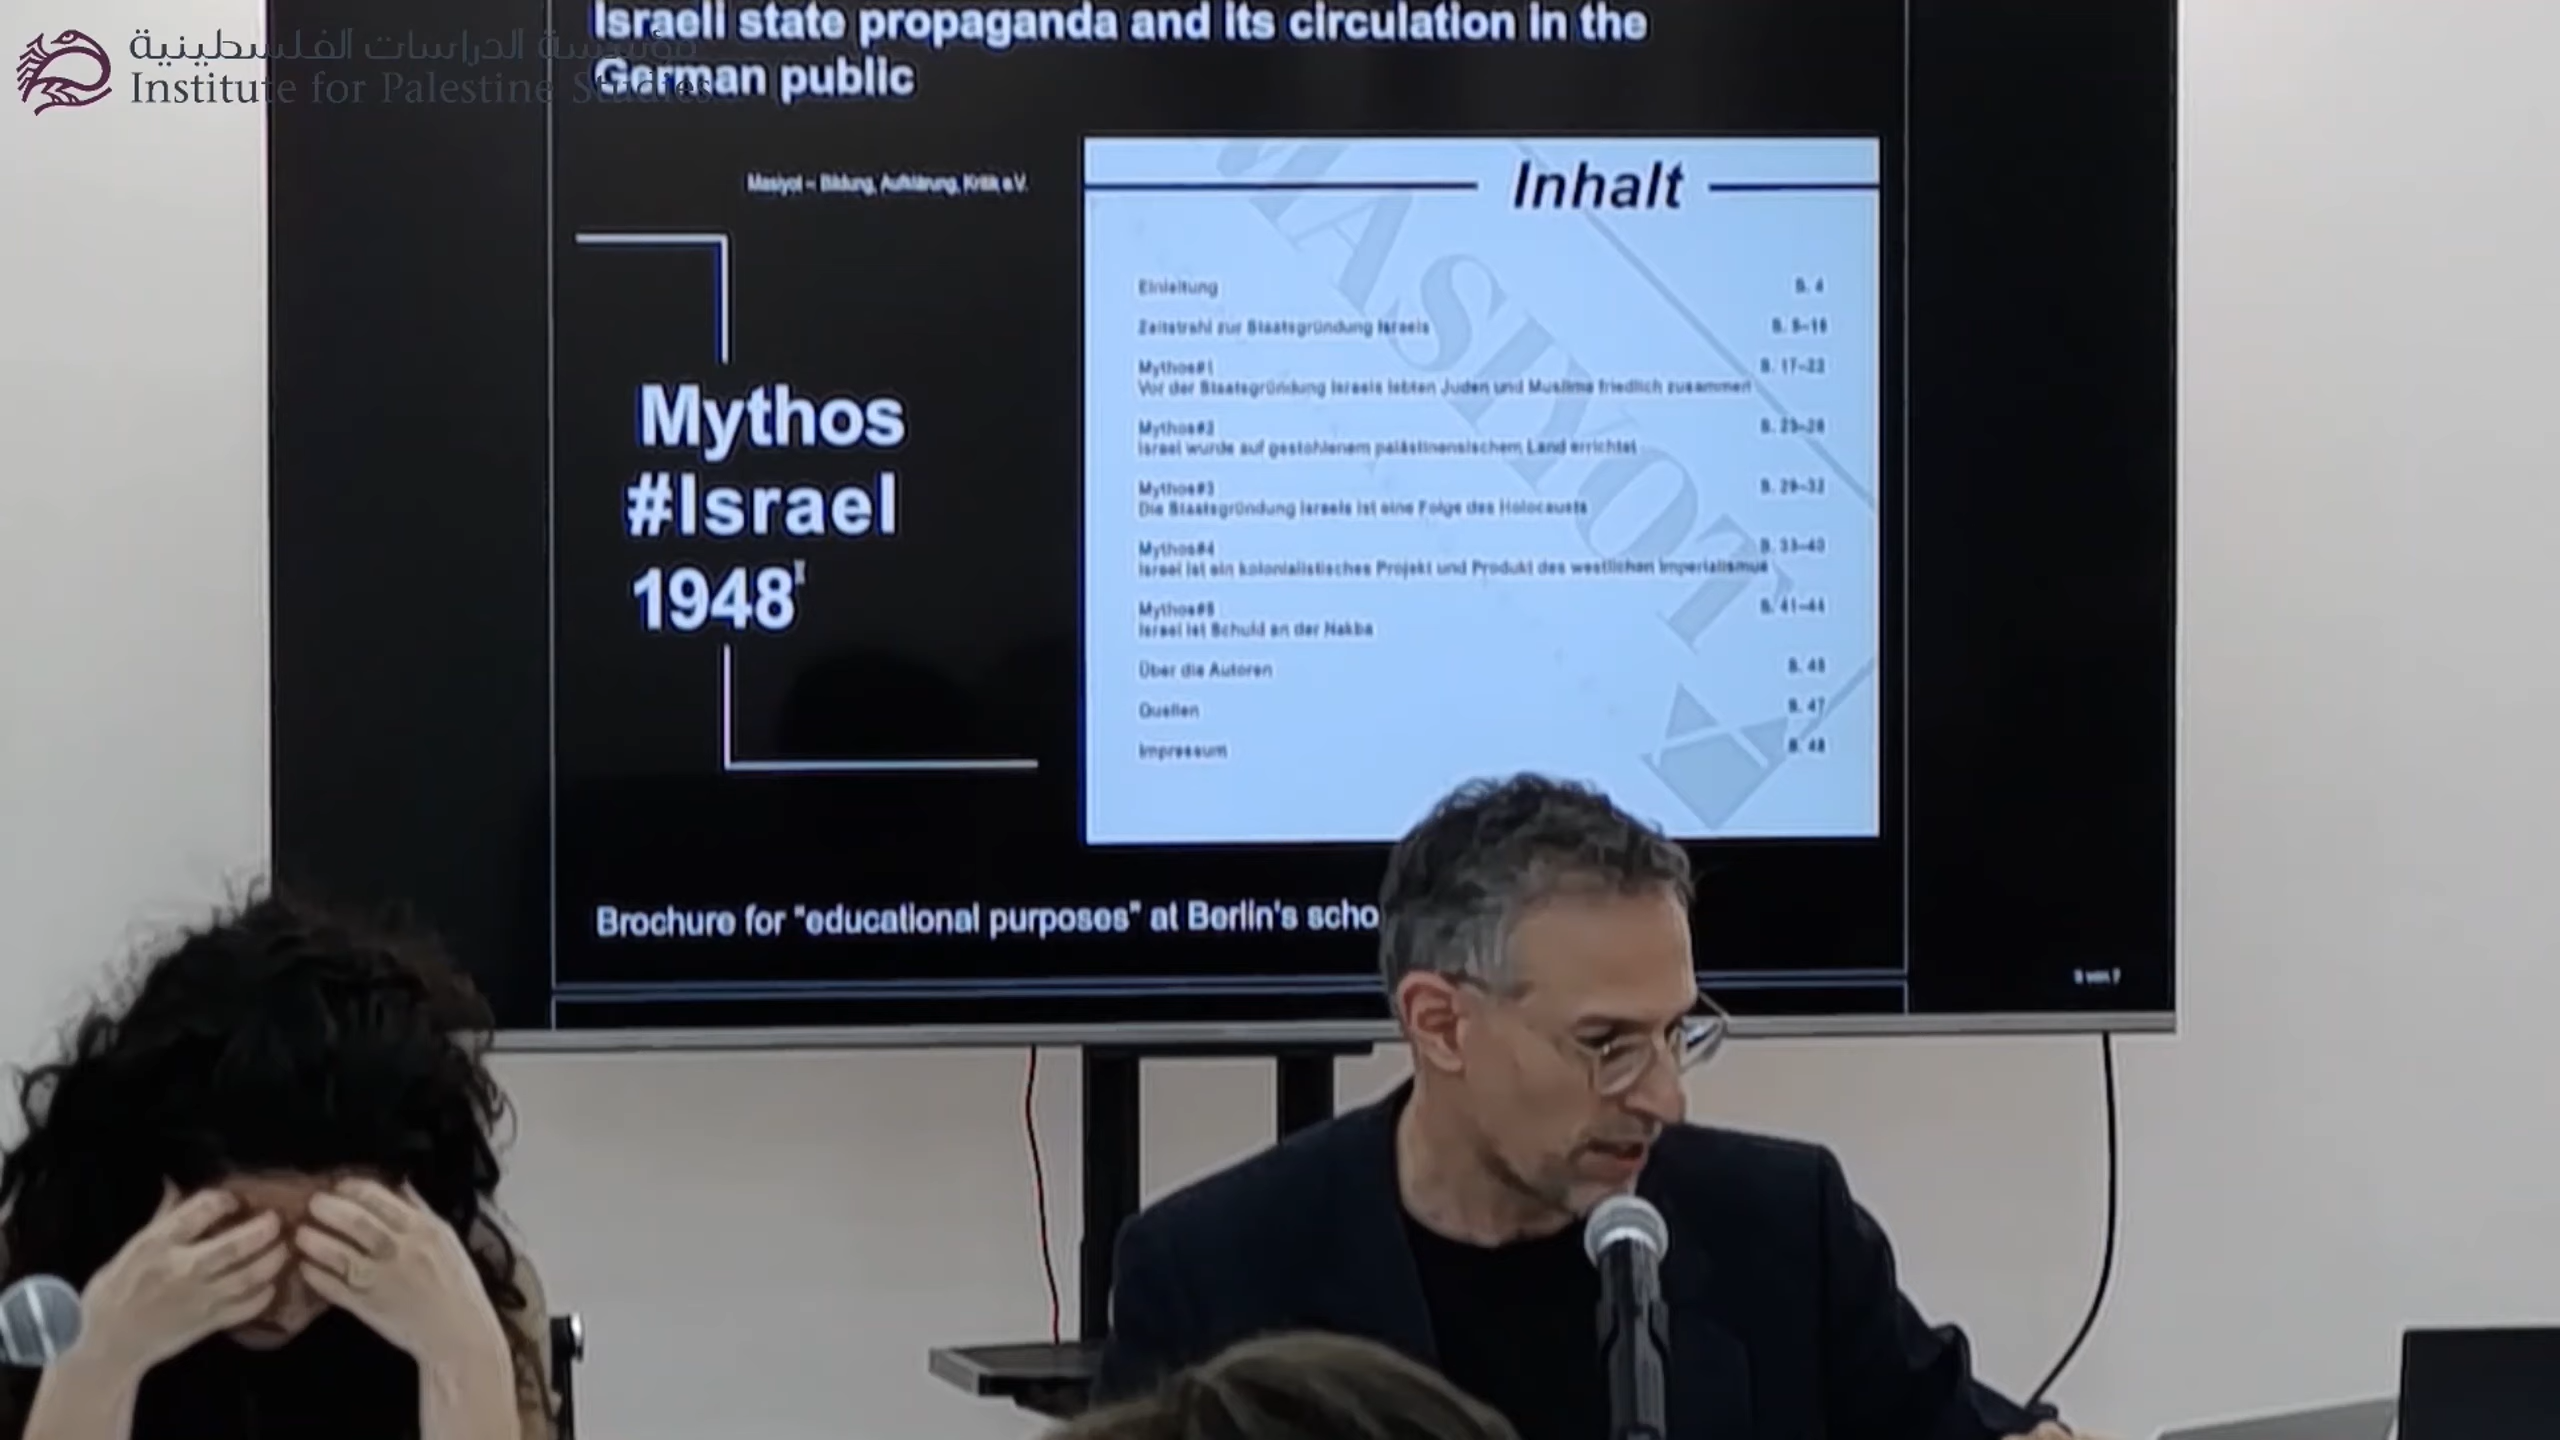 مؤسسة الدراسات الفلسطينية
Institute for Palestine Studies
Israeli state propaganda and its circulation in the
German public
Masiyot – Bildung, Aufklärung, Kritik e.V.
Mythos
#Israel
1948
Inhalt
Einleitung S. 4
Zeitstrahl zur Staatsgründung Israels S. 5–16
Mythos#1 S. 17–22
Vor der Staatsgründung Israels lebten Juden und Muslime friedlich zusammen
Mythos#2 S. 23–28
Israel wurde auf gestohlenem palästinensischem Land errichtet
Mythos#3 S. 29–32
Die Staatsgründung Israels ist eine Folge des Holocausts
Mythos#4 S. 33–40
Israel ist ein kolonialistisches Projekt und Produkt des westlichen Imperialismus
Mythos#5 S. 41–44
Israel ist Schuld an der Nakba
Über die Autoren
Quellen S. 47
Impressum S. 48
MASIYOT
Brochure for "educational purposes" at Berlin's scho